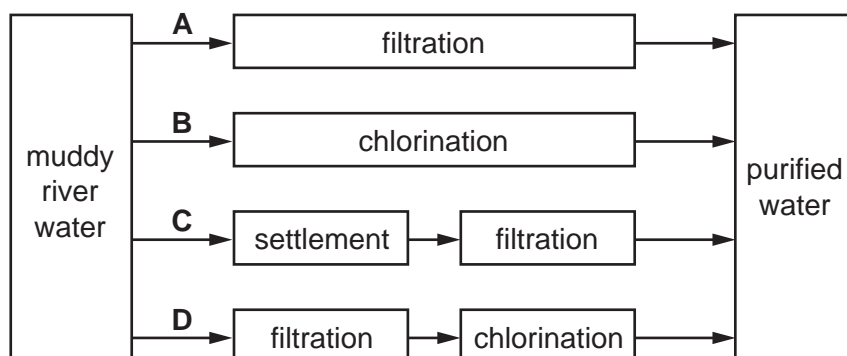 A
filtration
B
chlorination
muddy
river
water
purified
water
C
settlement
filtration
D
filtration
chlorination